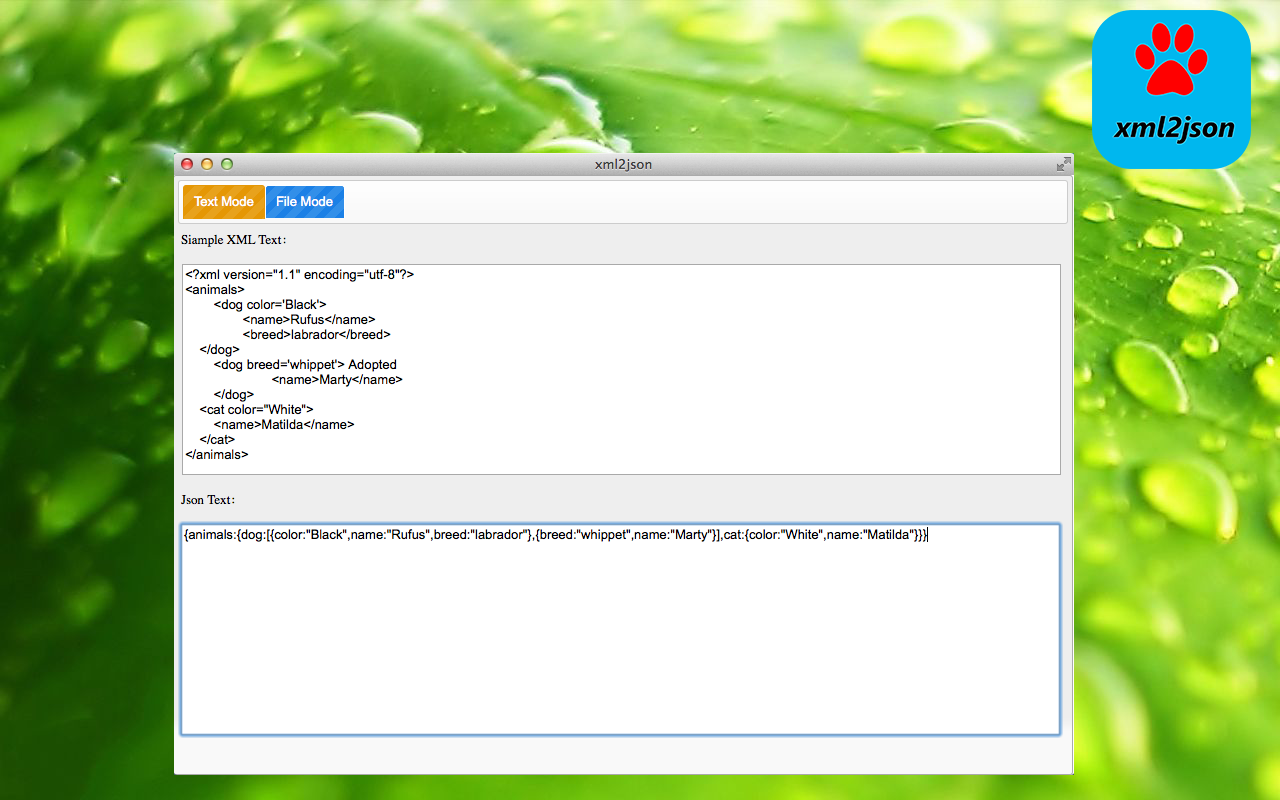 xml2json
xml2json
Text Mode
File Mode
Siample XML Text:
<?xml version="1.1" encoding="utf-8"?>
<animals>
<dog color='Black'>
<name>Rufus</name>
<breed>labrador</breed>
</dog>
<dog breed='whippet'> Adopted
<name>Marty</name>
</dog>
<cat color="White">
<name>Matilda</name>
</cat>
</animals>
Json Text:
{animals:{dog:[{color:"Black",name:"Rufus",breed:"labrador"},{breed:"whippet",name:"Marty"}],cat:{color:"White",name:"Matilda"}}}